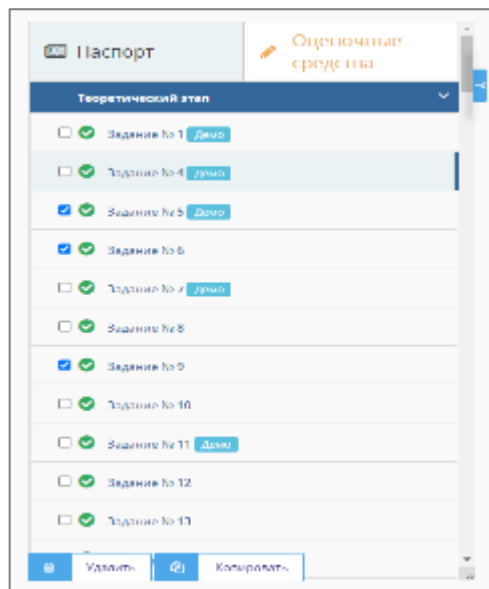 Паспорт
Оценочные
средства
Теоретический этап
Задание № 1 Демо
Задание № 4 Демо
Задание № 5 Демо
Задание № 6
Задание № 7 Демо
Задание № 8
Задание № 9
Задание № 10
Задание № 11 Демо
Задание № 12
Задание № 13
Удалить Копировать